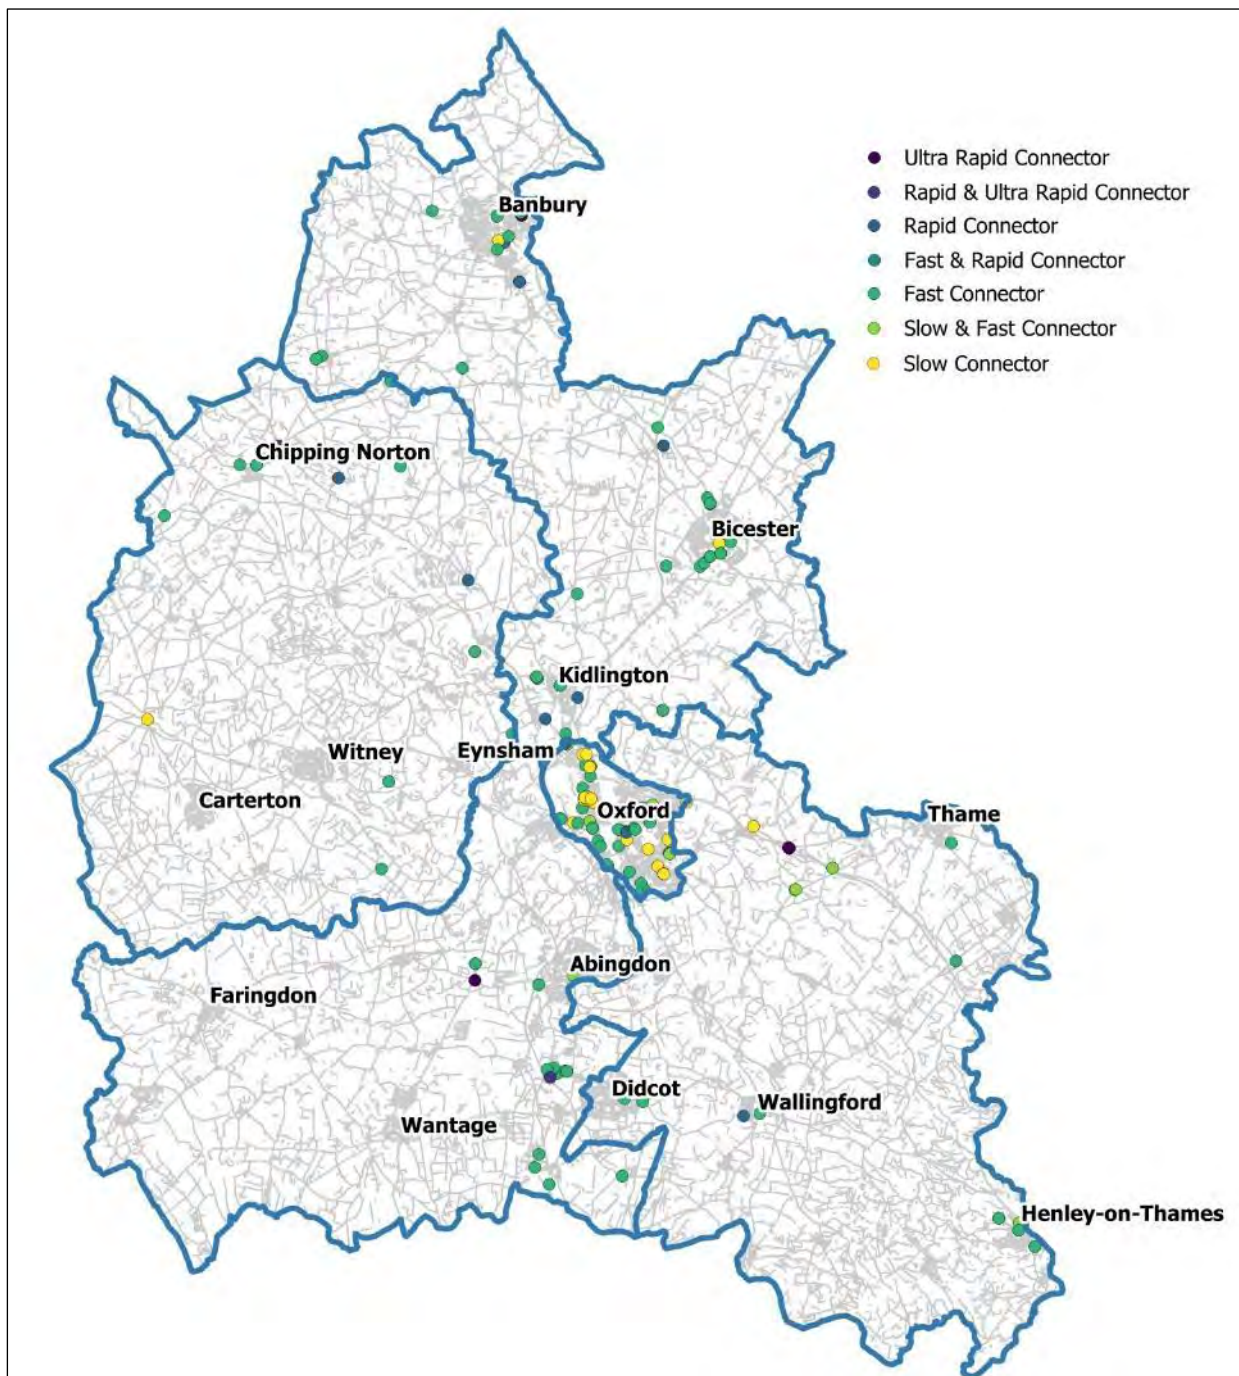 Ultra Rapid Connector
Rapid & Ultra Rapid Connector
Banbury
Rapid Connector
Fast & Rapid Connector
Fast Connector
Slow & Fast Connector
Slow Connector
Chipping Norton
Bicester
Kidlington
Eynsham
Witney
Carterton
Oxford
Thame
Abingdon
Faringdon
Didcot
Wallingford
Wantage
Henley-on-Thames